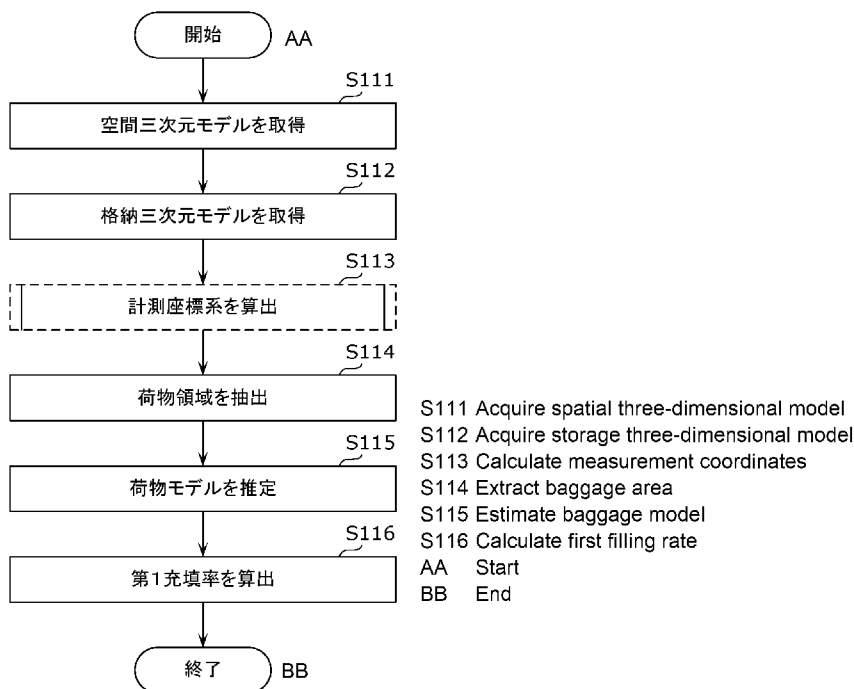 開始
AA
S111
空間三次元モデルを取得
S112
格納三次元モデルを取得
S113
計測座標系を算出
S114
荷物領域を抽出
S115
荷物モデルを推定
S116
第1充填率を算出
終了
BB
S111 Acquire spatial three-dimensional model
S112 Acquire storage three-dimensional model
S113 Calculate measurement coordinates
S114 Extract baggage area
S115 Estimate baggage model
S116 Calculate first filling rate
AA Start
BB End